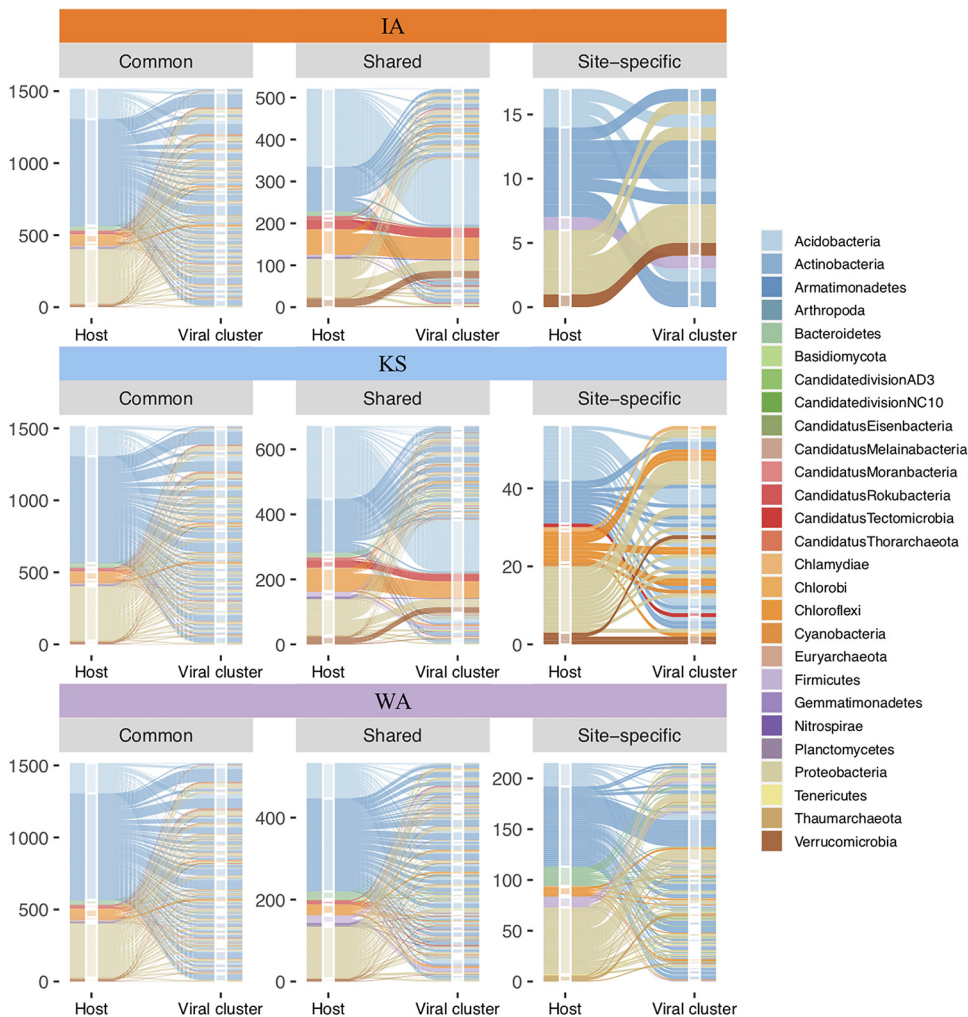 IA
Common Shared Site−specific
1500
1000
500
0
500
400
300
200
100
0
15
10
5
0
Host Viral cluster Host Viral cluster Host Viral cluster
KS
Common Shared Site−specific
1500
1000
500
0
600
400
200
0
40
20
0
Host Viral cluster Host Viral cluster Host Viral cluster
WA
Common Shared Site−specific
1500
1000
500
0
400
200
0
200
150
100
50
0
Host Viral cluster Host Viral cluster Host Viral cluster
Acidobacteria
Actinobacteria
Armatimonadetes
Arthropoda
Bacteroidetes
Basidiomycota
CandidatedivisionAD3
CandidatedivisionNC10
CandidatusEisenbacteria
CandidatusMelainabacteria
CandidatusMoranbacteria
CandidatusRokubacteria
CandidatusTectomicrobia
CandidatusThorarchaeota
Chlamydiae
Chlorobi
Chloroflexi
Cyanobacteria
Euryarchaeota
Firmicutes
Gemmatimonadetes
Nitrospirae
Planctomycetes
Proteobacteria
Tenericutes
Thaumarchaeota
Verrucomicrobia